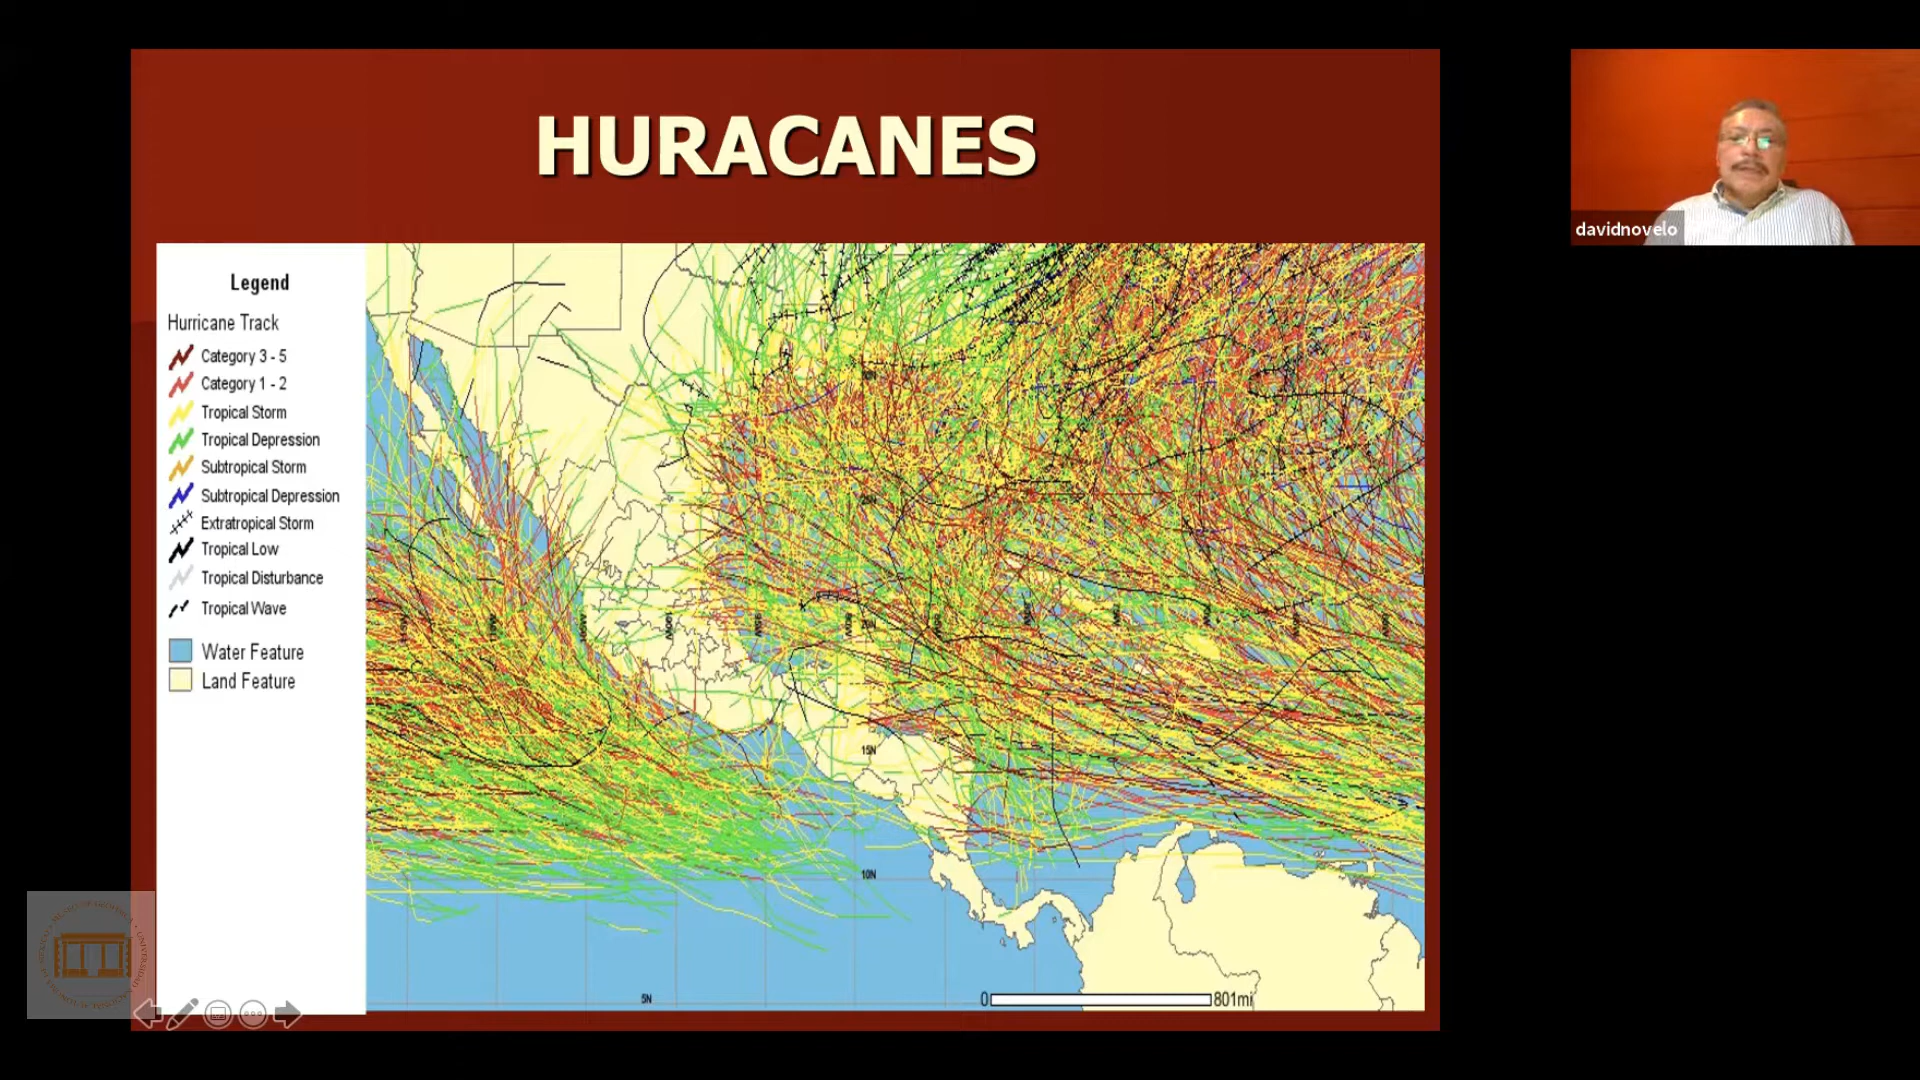 HURACANES
davidnovelo
Legend
Hurricane Track
Category 3 - 5
Category 1 - 2
Tropical Storm
Tropical Depression
Subtropical Storm
Subtropical Depression
Extratropical Storm
Tropical Low
Tropical Disturbance
Tropical Wave
Water Feature
Land Feature
15N
10N
5N
0
801mi